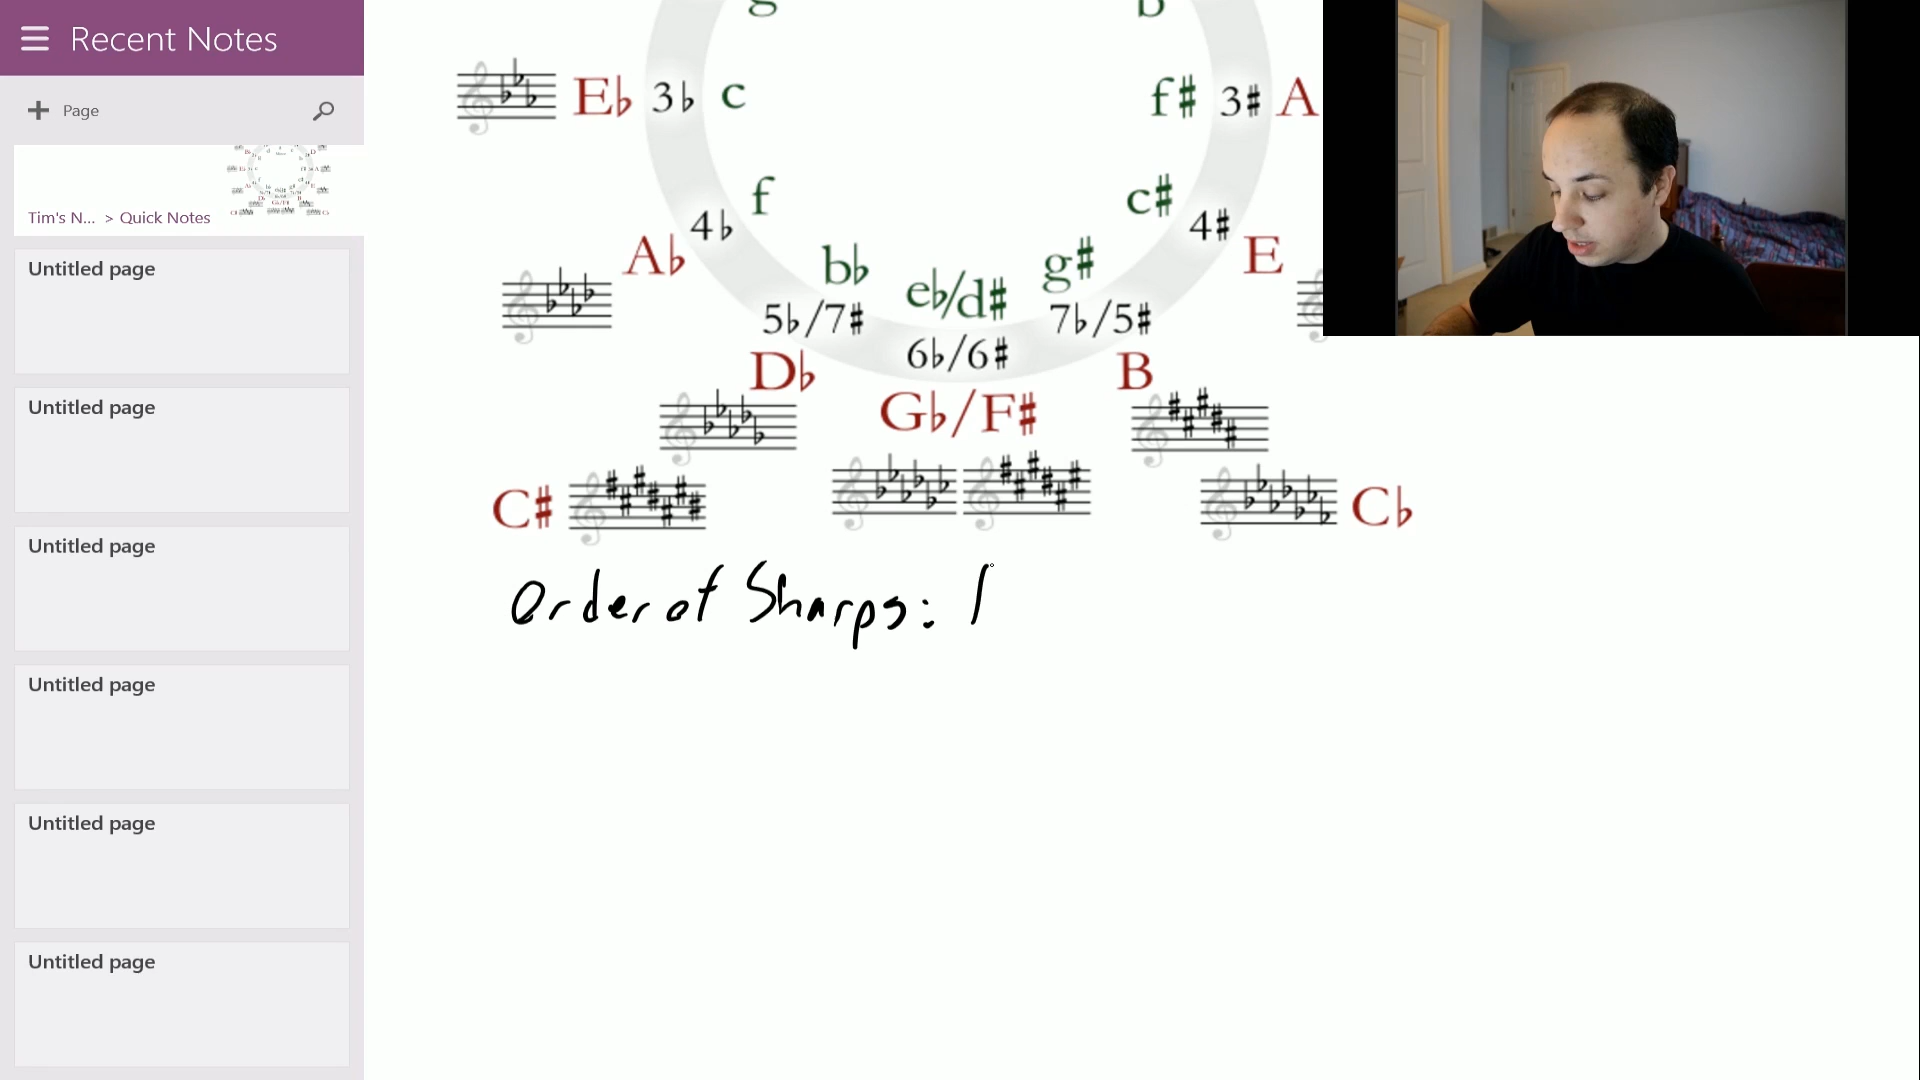 Recent Notes
+ Page
Tim's N... > Quick Notes
Untitled page
Untitled page
Untitled page
Untitled page
Untitled page
Untitled page
g b
E♭ 3♭ c f♯ 3♯ A
f c♯
4♭ 4♯
A♭ b♭ e♭/d♯ g♯ E
5♭/7♯ 6♭/6♯ 7♭/5♯
D♭ G♭/F♯ B
C♯ C♭
Order of Sharps: